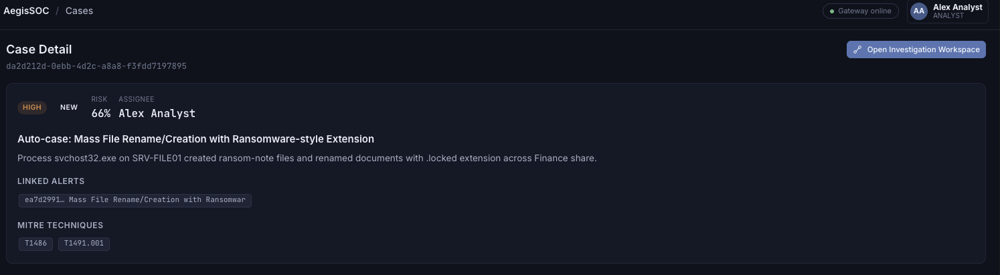 AegisSOC / Cases
Gateway online
AA
Alex Analyst
ANALYST
Case Detail
Open Investigation Workspace
da2d212d-0ebb-4d2c-a8a8-f3fdd7197895
HIGH
NEW
RISK
66%
ASSIGNEE
Alex Analyst
Auto-case: Mass File Rename/Creation with Ransomware-style Extension
Process svchost32.exe on SRV-FILE01 created ransom-note files and renamed documents with .locked extension across Finance share.
LINKED ALERTS
ea7d2991… Mass File Rename/Creation with Ransomwar
MITRE TECHNIQUES
T1486
T1491.001